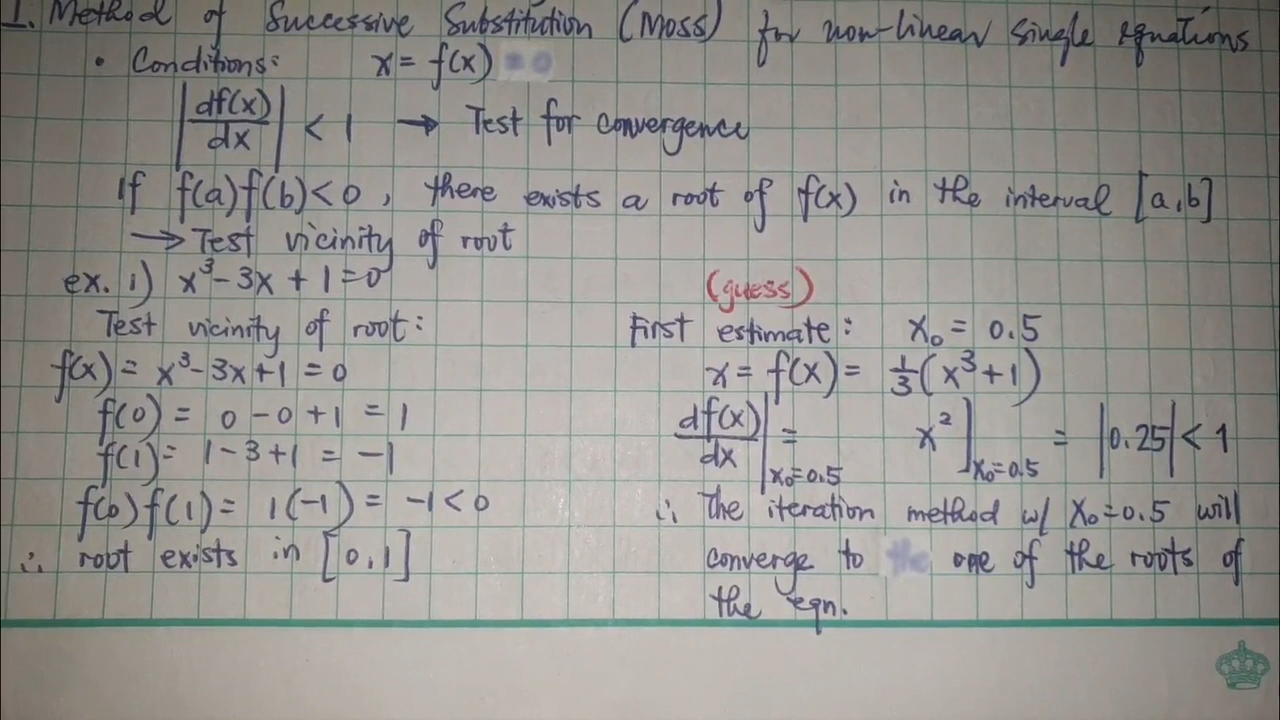 1. Method of Successive Substitution (MOSS) for non-linear single equations
• Conditions: x = f(x)
|df(x)/dx| < 1 → Test for convergence
If f(a)f(b)<0, there exists a root of f(x) in the interval [a,b]
→ Test vicinity of root
ex. 1) x³-3x+1=0
Test vicinity of root:
f(x) = x³-3x+1 = 0
f(0) = 0-0+1 = 1
f(1) = 1-3+1 = -1
f(0)f(1) = 1(-1) = -1<0
∴ root exists in [0,1]
(guess)
First estimate: x₀ = 0.5
x = f(x) = 1/3(x³+1)
df(x)/dx|x₀=0.5 = x²]x₀=0.5 = |0.25|<1
∴ The iteration method w/ x₀=0.5 will
converge to one of the roots of
the eqn.